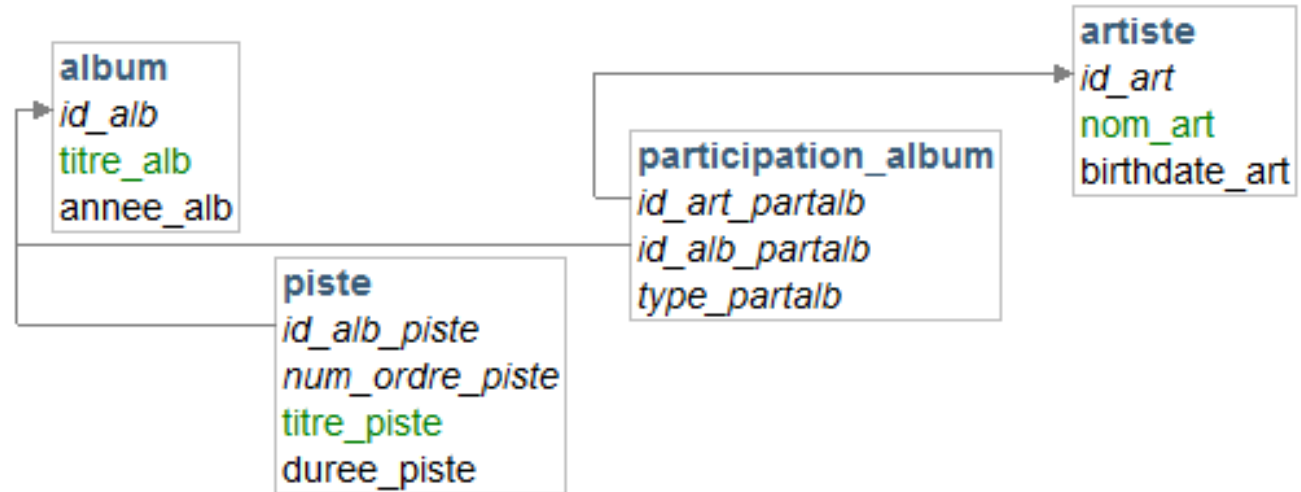 album
id_alb
titre_alb
annee_alb
piste
id_alb_piste
num_ordre_piste
titre_piste
duree_piste
participation_album
id_art_partalb
id_alb_partalb
type_partalb
artiste
id_art
nom_art
birthdate_art